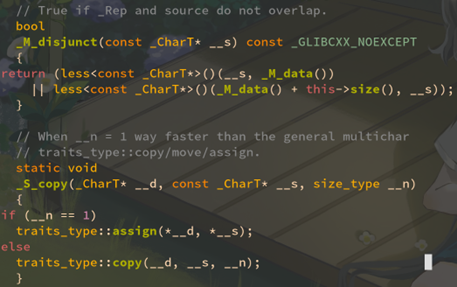 // True if _Rep and source do not overlap.
bool
_M_disjunct(const _CharT* __s) const _GLIBCXX_NOEXCEPT
{
return (less<const _CharT*>()(__s, _M_data())
|| less<const _CharT*>()(_M_data() + this->size(), __s));
}
// When __n = 1 way faster than the general multichar
// traits_type::copy/move/assign.
static void
_S_copy(_CharT* __d, const _CharT* __s, size_type __n)
{
if (__n == 1)
traits_type::assign(*__d, *__s);
else
traits_type::copy(__d, __s, __n);
}